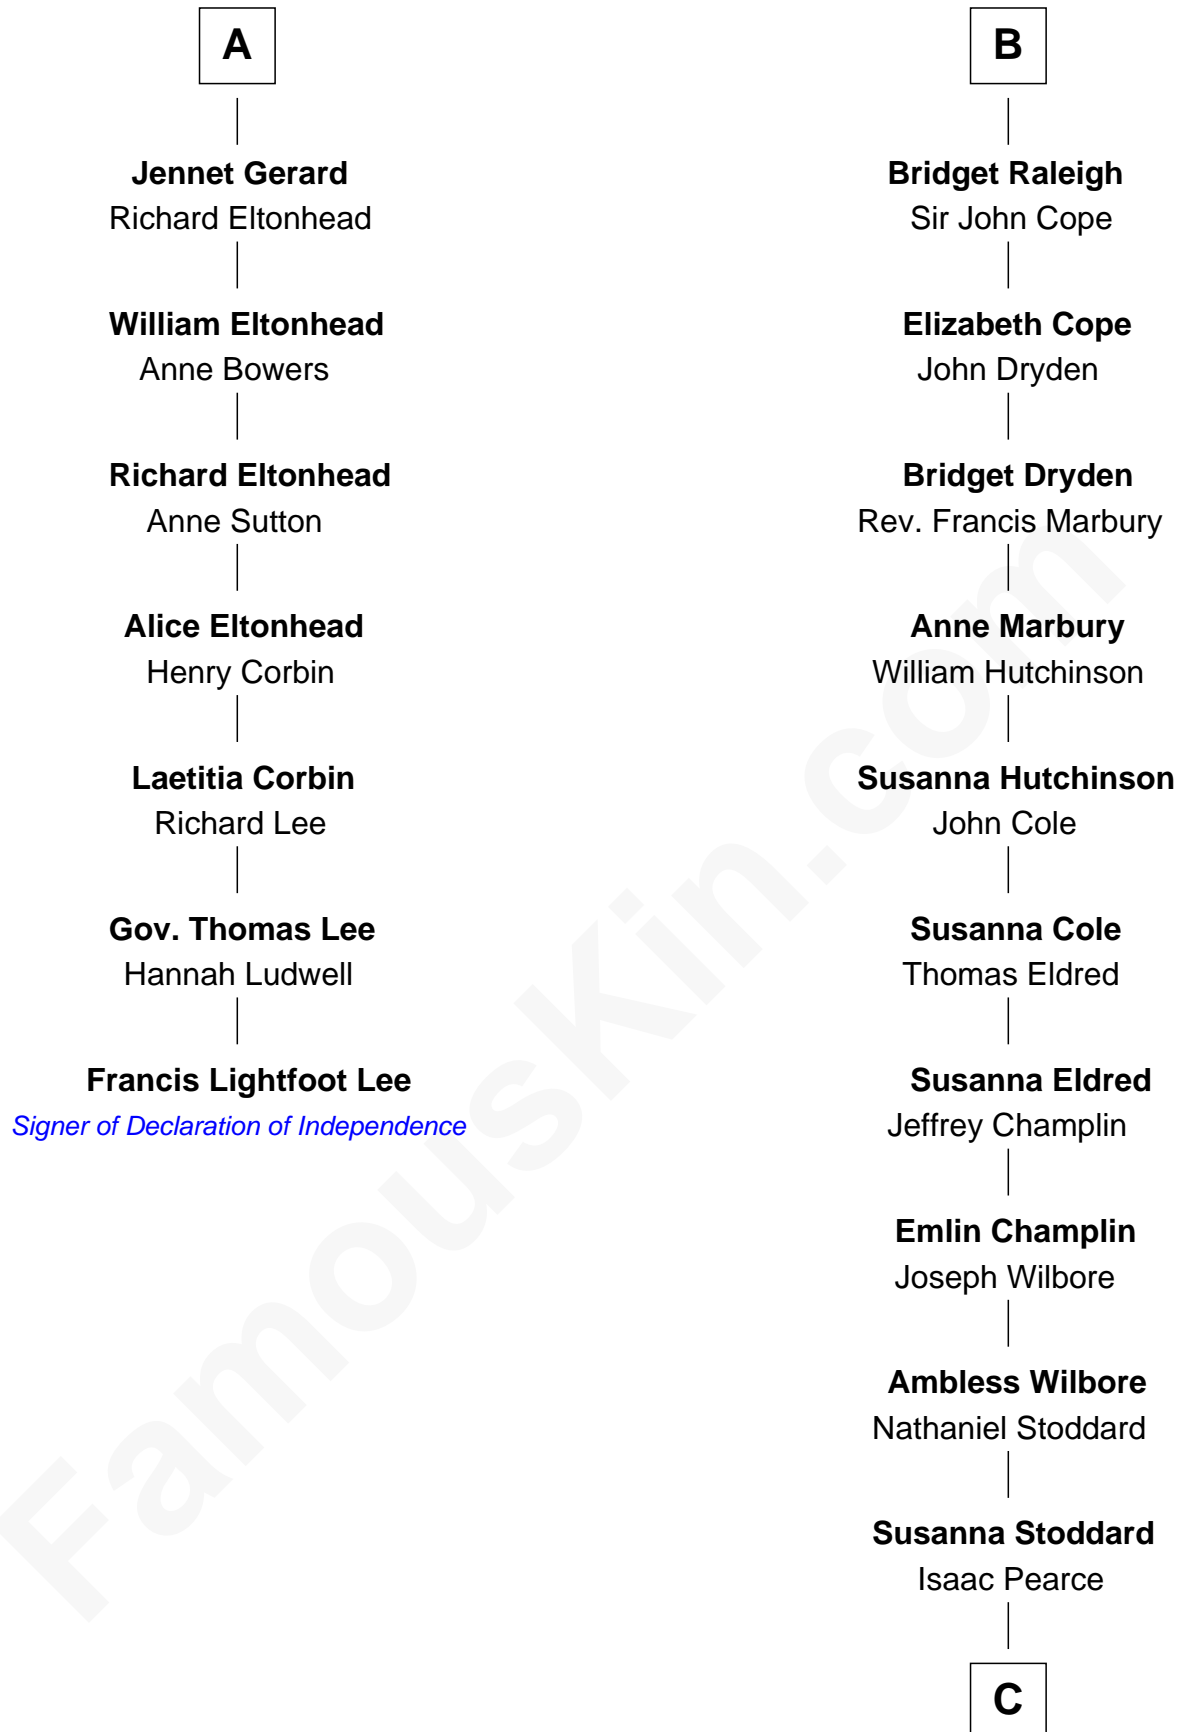 A
Jennet Gerard
Richard Eltonhead
William Eltonhead
Anne Bowers
Richard Eltonhead
Anne Sutton
Alice Eltonhead
Henry Corbin
Laetitia Corbin
Richard Lee
Gov. Thomas Lee
Hannah Ludwell
Francis Lightfoot Lee
Signer of Declaration of Independence
B
Bridget Raleigh
Sir John Cope
Elizabeth Cope
John Dryden
Bridget Dryden
Rev. Francis Marbury
Anne Marbury
William Hutchinson
Susanna Hutchinson
John Cole
Susanna Cole
Thomas Eldred
Susanna Eldred
Jeffrey Champlin
Emlin Champlin
Joseph Wilbore
Ambless Wilbore
Nathaniel Stoddard
Susanna Stoddard
Isaac Pearce
C
FamousKin.com